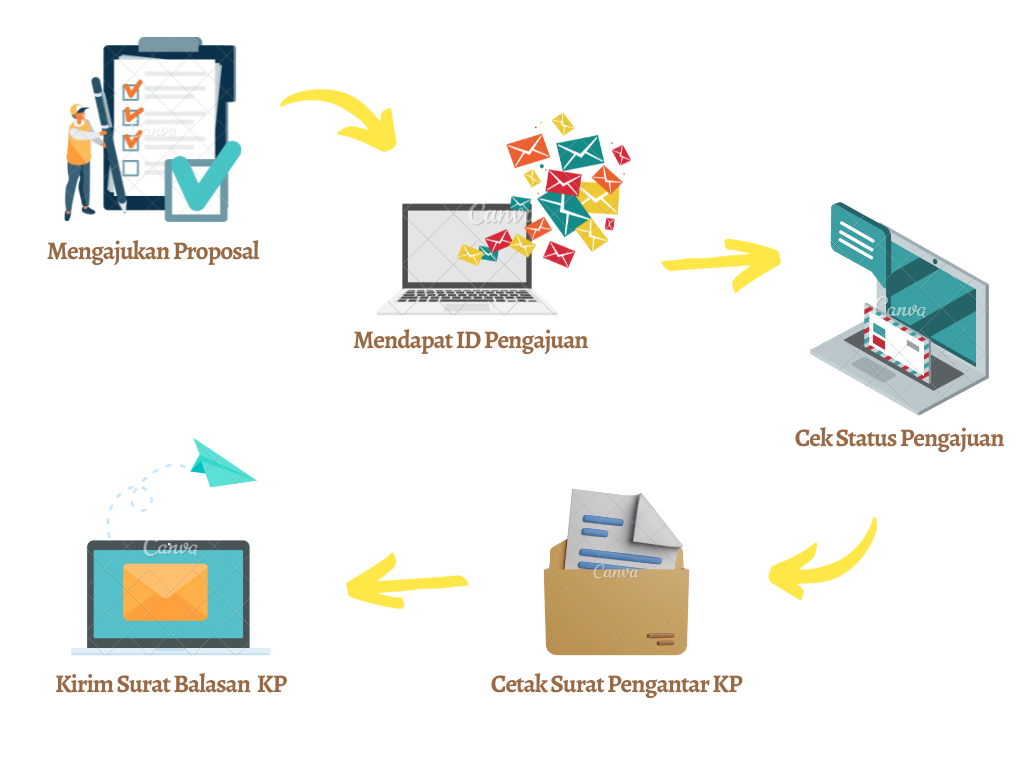 Canva
Mengajukan Proposal
Canva
Mendapat ID Pengajuan
Canva
Cek Status Pengajuan
Canva
Kirim Surat Balasan KP
Canva
Cetak Surat Pengantar KP